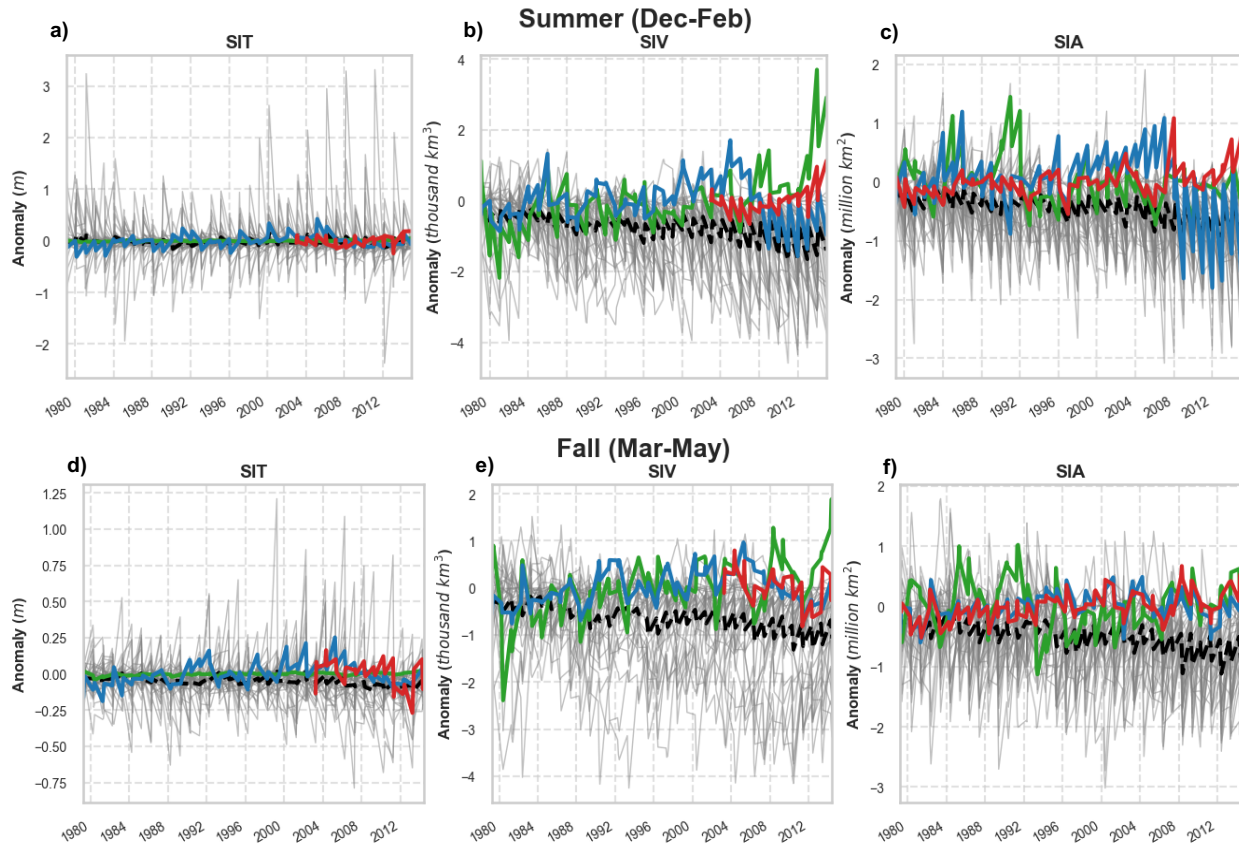 Summer (Dec-Feb)
a)
SIT
Anomaly (m)
3
2
1
0
−1
−2
1980 1984 1988 1992 1996 2000 2004 2008 2012
b)
SIV
Anomaly (thousand km³)
4
2
0
−2
−4
1980 1984 1988 1992 1996 2000 2004 2008 2012
c)
SIA
Anomaly (million km²)
2
1
0
−1
−2
−3
1980 1984 1988 1992 1996 2000 2004 2008 2012
Fall (Mar-May)
d)
SIT
Anomaly (m)
1.25
1.00
0.75
0.50
0.25
0.00
−0.25
−0.50
−0.75
1980 1984 1988 1992 1996 2000 2004 2008 2012
e)
SIV
Anomaly (thousand km³)
2
1
0
−1
−2
−3
−4
1980 1984 1988 1992 1996 2000 2004 2008 2012
f)
SIA
Anomaly (million km²)
2
1
0
−1
−2
−3
1980 1984 1988 1992 1996 2000 2004 2008 2012